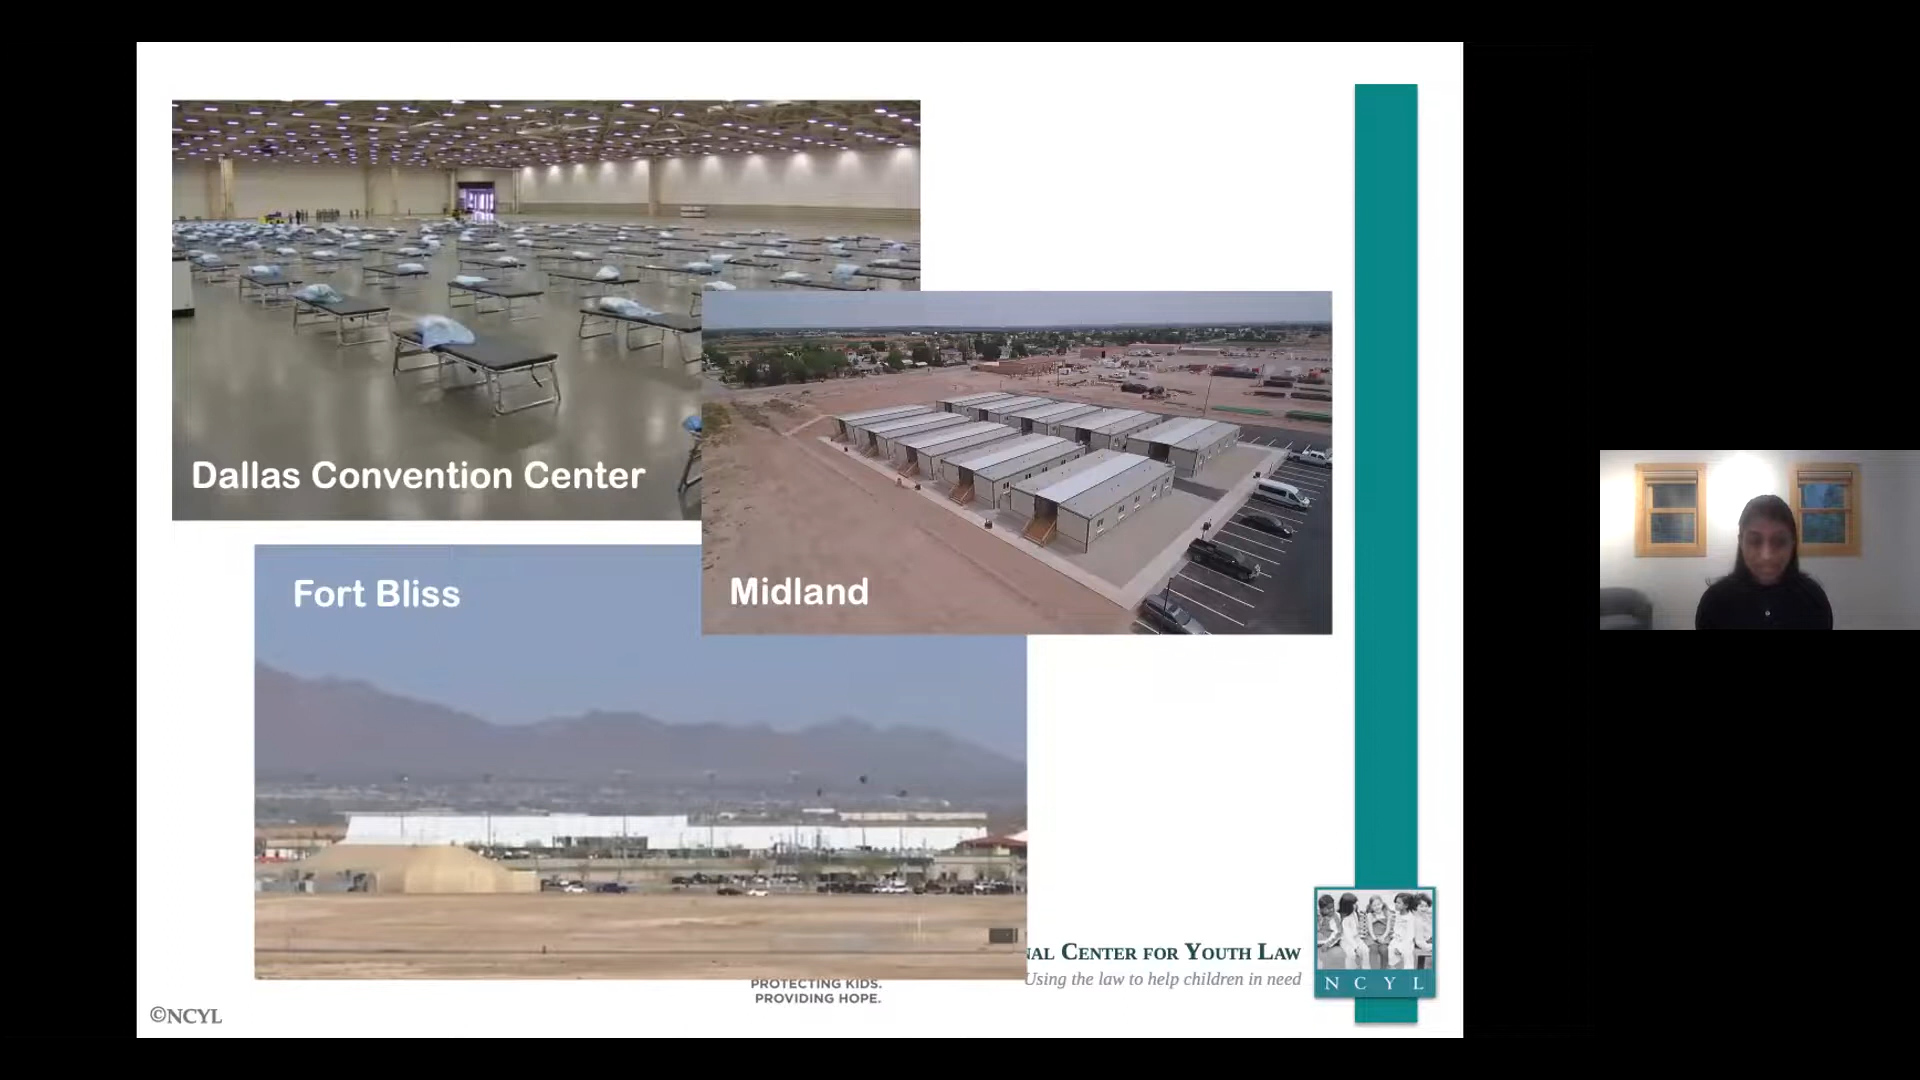 Dallas Convention Center
Midland
Fort Bliss
NAL CENTER FOR YOUTH LAW
Using the law to help children in need
N C Y L
PROTECTING KIDS.
PROVIDING HOPE.
©NCYL